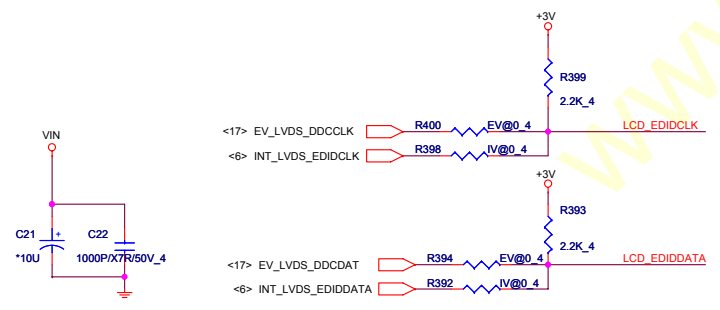 +3V
R399
2.2K_4
<17> EV_LVDS_DDCCLK R400 EV@0_4 LCD_EDIDCLK
<6> INT_LVDS_EDIDCLK R398 IV@0_4
VIN
+3V
R393
2.2K_4
C21 + C22
*10U 1000P/X7R/50V_4
<17> EV_LVDS_DDCDAT R394 EV@0_4 LCD_EDIDDATA
<6> INT_LVDS_EDIDDATA R392 IV@0_4